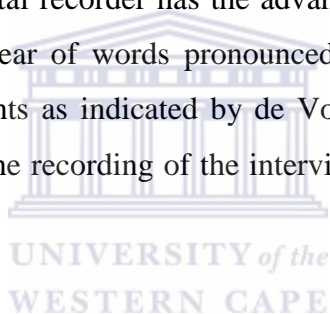 tal recorder has the advan
ear of words pronounced
nts as indicated by de Vo
ne recording of the intervi
UNIVERSITY of the
WESTERN CAPE